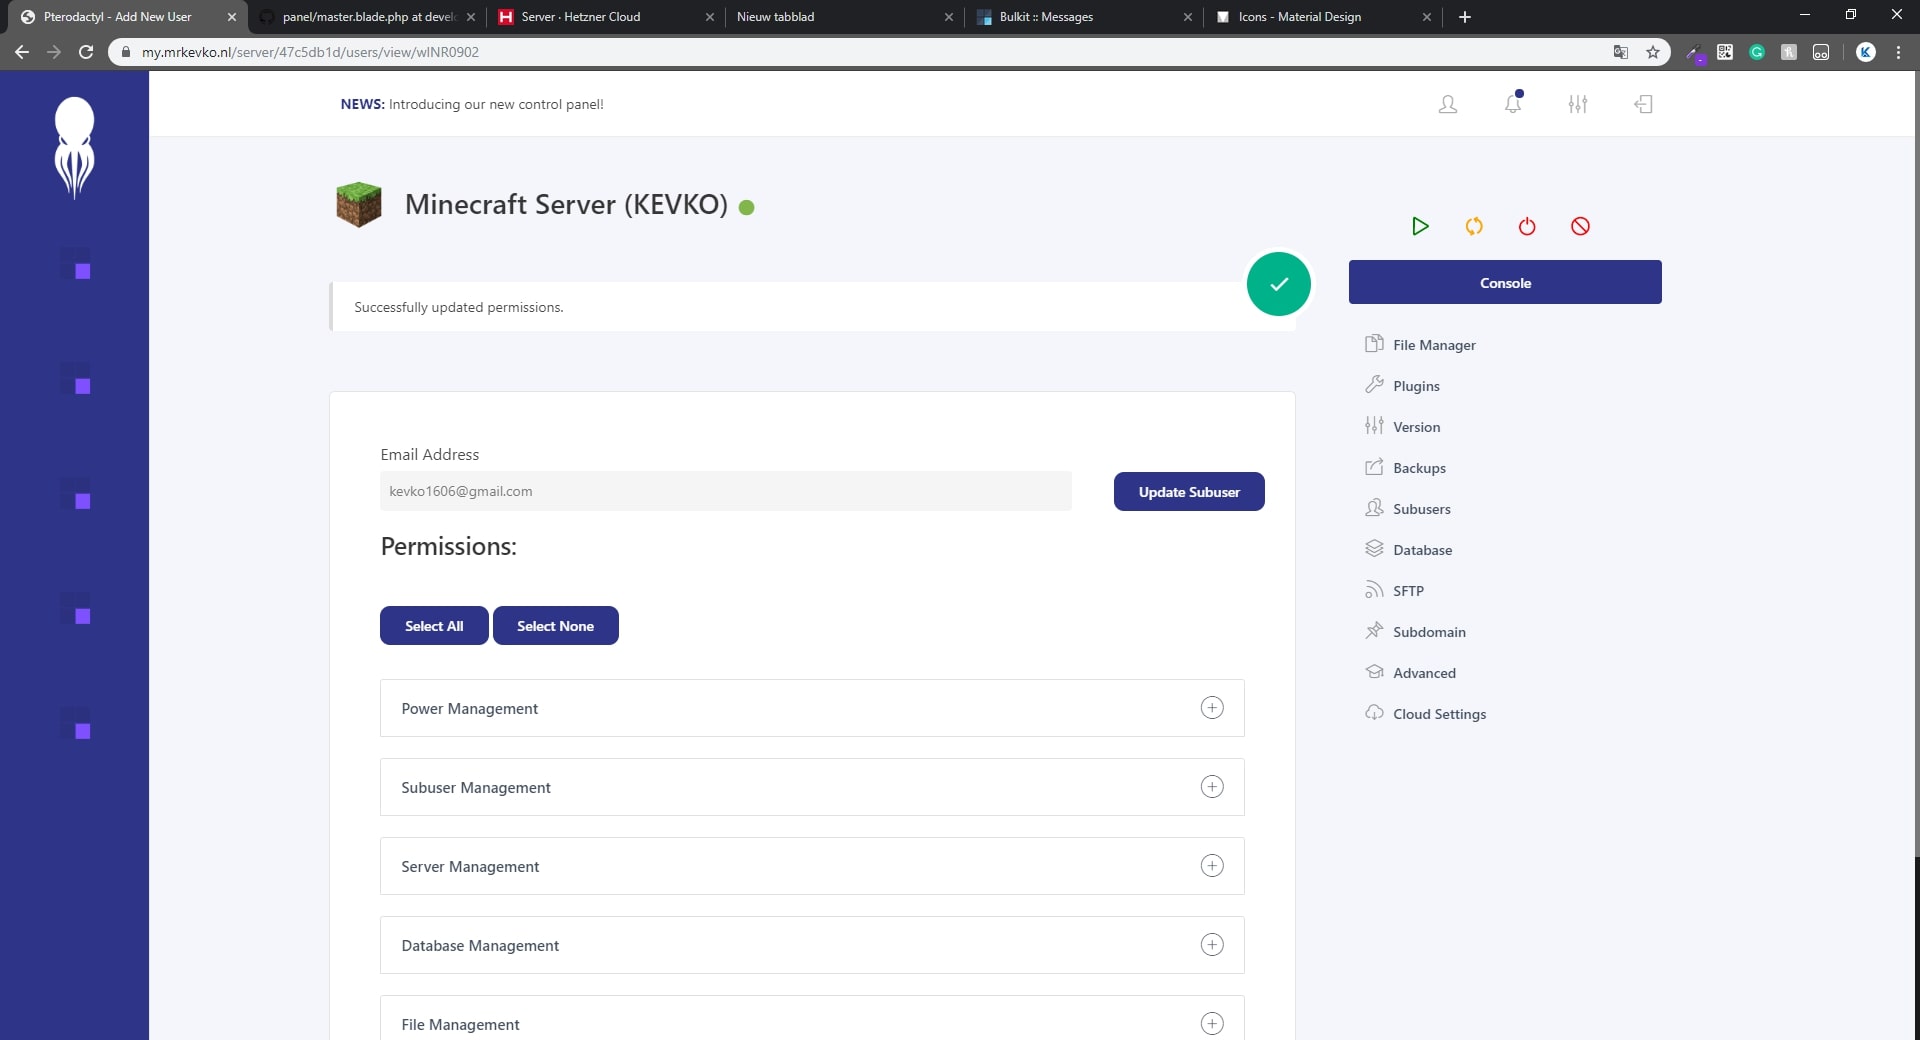 Pterodactyl - Add New User
panel/master.blade.php at devel
Server · Hetzner Cloud
Nieuw tabblad
Bulkit :: Messages
Icons - Material Design
my.mrkevko.nl/server/47c5db1d/users/view/wINR0902
NEWS: Introducing our new control panel!
Minecraft Server (KEVKO)
Console
Successfully updated permissions.
File Manager
Plugins
Version
Backups
Subusers
Database
SFTP
Subdomain
Advanced
Cloud Settings
Email Address
kevko1606@gmail.com
Update Subuser
Permissions:
Select All
Select None
Power Management
Subuser Management
Server Management
Database Management
File Management